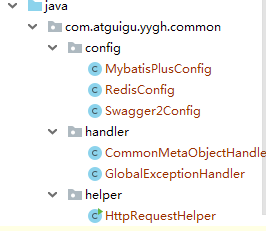 java
com.atguigu.yygh.common
config
MybatisPlusConfig
RedisConfig
Swagger2Config
handler
CommonMetaObjectHandle
GlobalExceptionHandler
helper
HttpRequestHelper